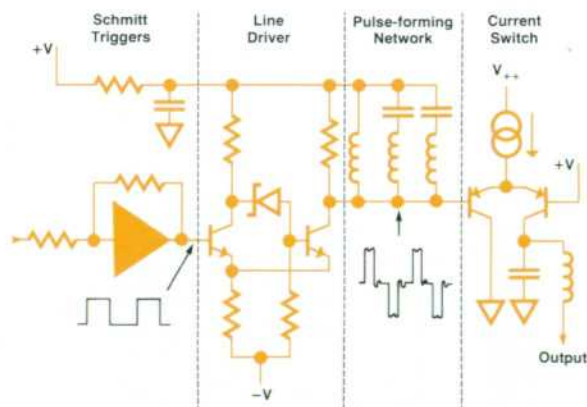 Schmitt
Triggers
Line
Driver
Pulse-forming
Network
Current
Switch
+V
V++
+V
−V
Output